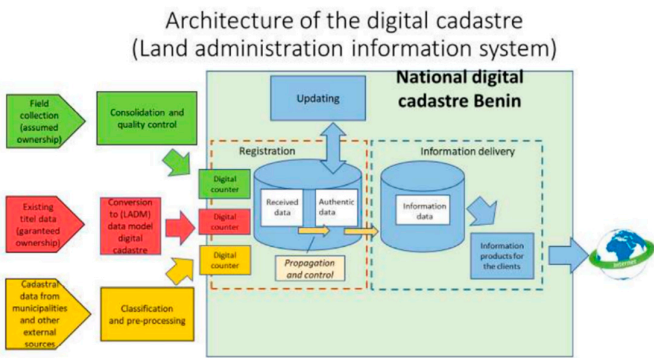 Architecture of the digital cadastre
(Land administration information system)
National digital
cadastre Benin
Field
collection
(assumed
ownership)
Consolidation and
quality control
Updating
Registration
Information delivery
Digital
counter
Existing
titel data
(garanteed
ownership)
Conversion
to (LADM)
data model
digital
cadastre
Digital
counter
Received
data
Authentic
data
Information
data
Digital
counter
Propagation
and control
Information
products for
the clients
Cadastral
data from
municipalities
and other
external
sources
Classification
and pre-processing